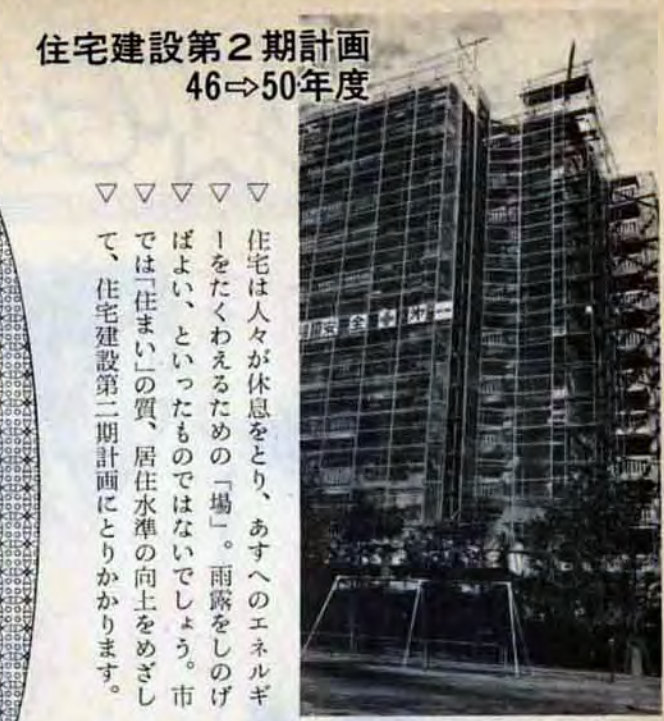 住宅建設第2期計画
46⇨50年度
▽ 住宅は人々が休息をとり、あすへのエネルギ
▽ ーをたくわえるための「場」。雨露をしのげ
▽ ばよい、といったものではないでしょう。市
▽ では「住まい」の質、居住水準の向上をめざし
▽ て、住宅建設第二期計画にとりかかります。
安全第一